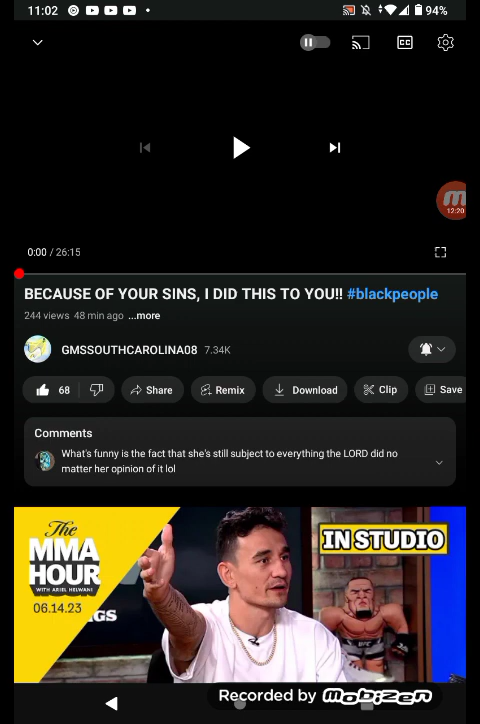 11:02
94%
CC
12:20
0:00 / 26:15
BECAUSE OF YOUR SINS, I DID THIS TO YOU!! #blackpeople
244 views 48 min ago ...more
GMSSOUTHCAROLINA08 7.34K
68 Share Remix Download Clip Save
Comments
What's funny is the fact that she's still subject to everything the LORD did no
matter her opinion of it lol
The
MMA
HOUR
WITH ARIEL HELWANI
06.14.23
IN STUDIO
Recorded by Mobizen